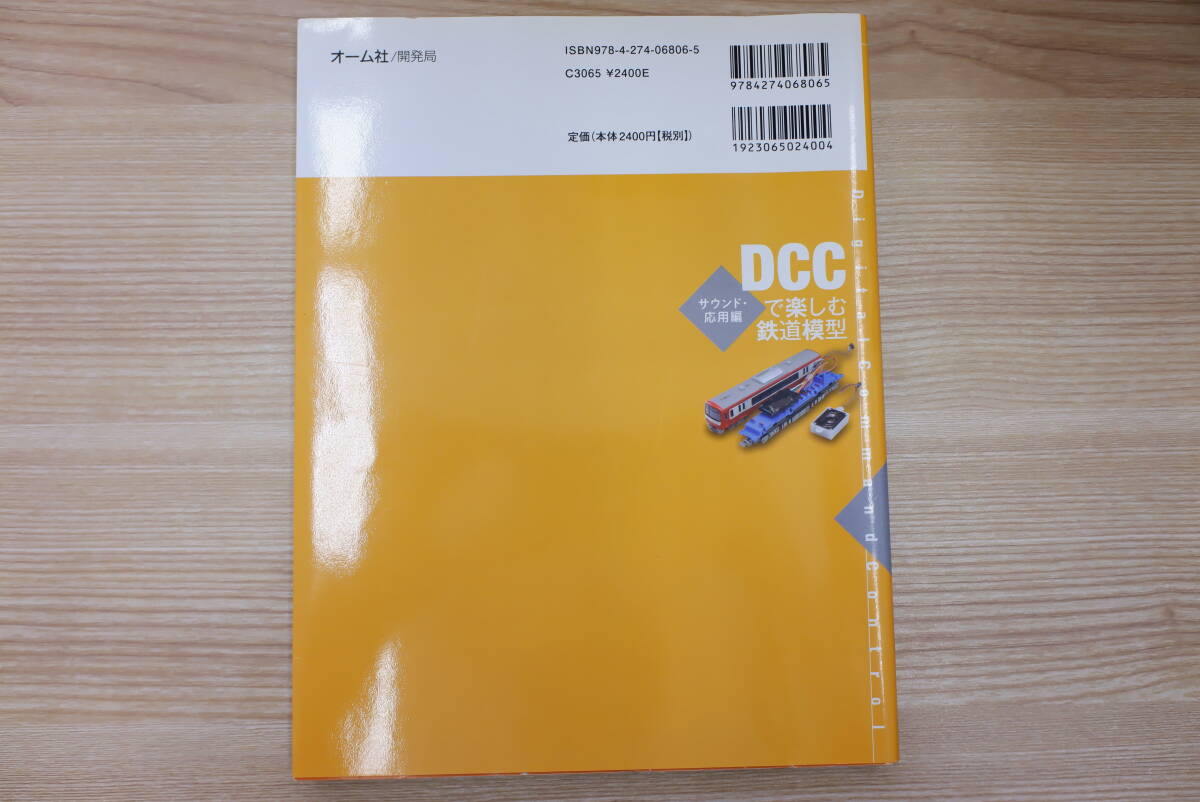 オーム社/開発局
ISBN978-4-274-06806-5
C3065 ¥2400E
定価(本体2400円【税別】)
9784274068065
1923065024004
DCC
で楽しむ
鉄道模型
サウンド・
応用編
Digital Command Control